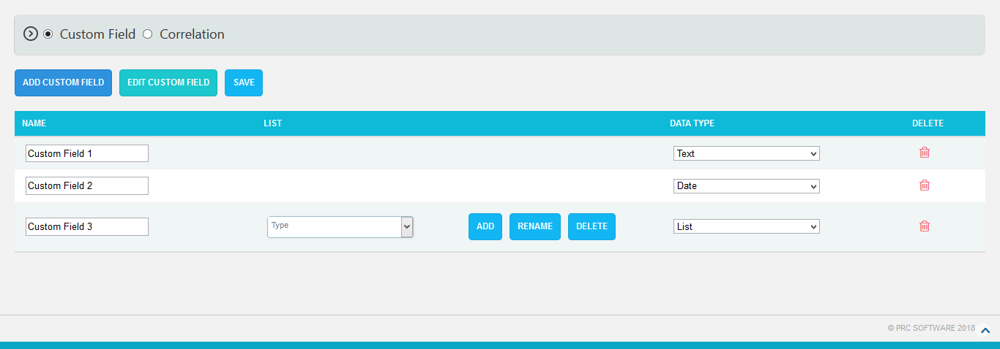 Custom Field Correlation
ADD CUSTOM FIELD EDIT CUSTOM FIELD SAVE
NAME LIST DATA TYPE DELETE
Custom Field 1 Text
Custom Field 2 Date
Custom Field 3 Type ADD RENAME DELETE List
© PRC SOFTWARE 2018